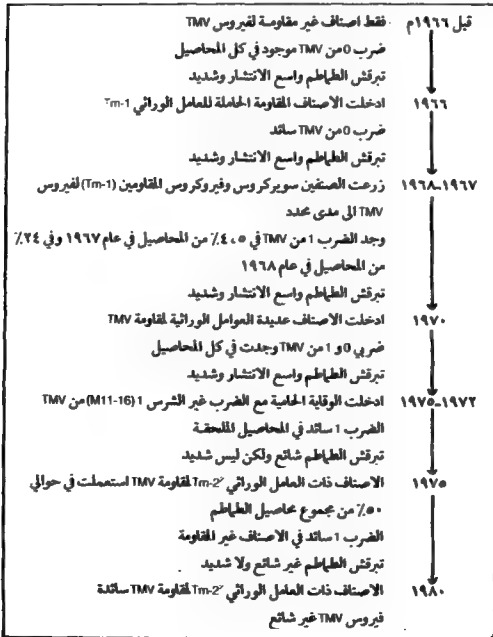 قبل ١٩٦٦م فقط اصناف غير مقاومة لفيروس TMV
ضرب 0 من TMV موجود في كل المحاصيل
تبرقش الطماطم واسع الانتشار وشديد
١٩٦٦ ادخلت الاصناف المقاومة الحاملة للعامل الوراثي Tm-1
ضرب 0 من TMV سائد
تبرقش الطماطم واسع الانتشار وشديد
١٩٦٧ـ١٩٦٨ زرعت الصنفين سوبركروس وفيروكروس المقاومين (Tm-1) لفيروس
TMV الى مدى محدد
وجد الضرب 1 من TMV في ٤،٥٪ من المحاصيل في عام ١٩٦٧ وفي ٢٤٪
من المحاصيل في عام ١٩٦٨
تبرقش الطماطم واسع الانتشار وشديد
١٩٧٠ ادخلت الاصناف عديدة العوامل الوراثية لمقاومة TMV
ضربي 0 و 1 من TMV وجدت في كل المحاصيل
تبرقش الطماطم واسع الانتشار وشديد
١٩٧٢ـ١٩٧٥ ادخلت الوقاية الحامية مع الضرب غير الشرس 1 (M11-16) من TMV
الضرب 1 سائد في المحاصيل الملحقة
تبرقش الطماطم شائع ولكن ليس شديد
١٩٧٥ الاصناف ذات العامل الوراثي Tm-2² لمقاومة TMV استعملت في حوالي
٥٠٪ من مجموع محاصيل الطماطم
الضرب 1 سائد في الاصناف غير المقاومة
تبرقش الطماطم غير شائع ولا شديد
١٩٨٠ الاصناف ذات العامل الوراثي Tm-2² لمقاومة TMV سائدة
فيروس TMV غير شائع